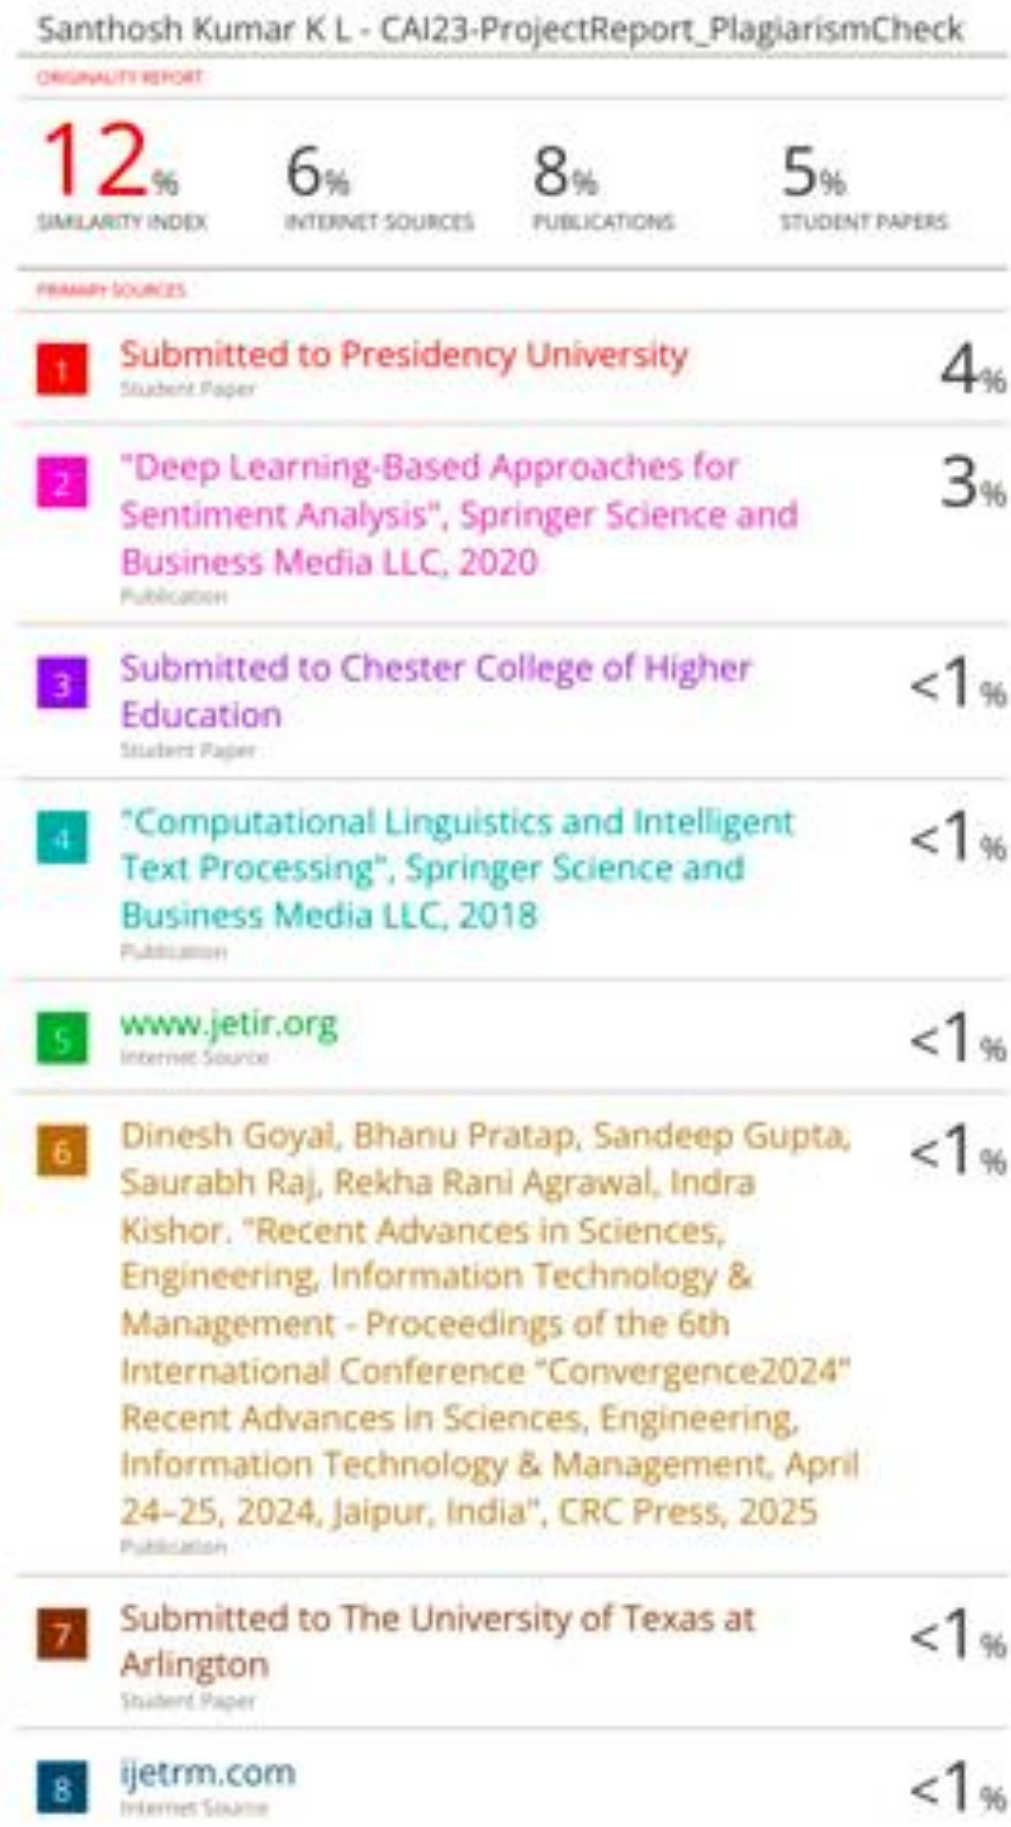 Santhosh Kumar K L - CAI23-ProjectReport_PlagiarismCheck
ORIGINALITY REPORT
12% 6% 8% 5%
SIMILARITY INDEX INTERNET SOURCES PUBLICATIONS STUDENT PAPERS
PRIMARY SOURCES
1 Submitted to Presidency University 4%
Student Paper
2 "Deep Learning-Based Approaches for 3%
Sentiment Analysis", Springer Science and
Business Media LLC, 2020
Publication
3 Submitted to Chester College of Higher <1%
Education
Student Paper
4 "Computational Linguistics and Intelligent <1%
Text Processing", Springer Science and
Business Media LLC, 2018
Publication
5 www.jetir.org <1%
Internet Source
6 Dinesh Goyal, Bhanu Pratap, Sandeep Gupta, <1%
Saurabh Raj, Rekha Rani Agrawal, Indra
Kishor. "Recent Advances in Sciences,
Engineering, Information Technology &
Management - Proceedings of the 6th
International Conference "Convergence2024"
Recent Advances in Sciences, Engineering,
Information Technology & Management, April
24–25, 2024, Jaipur, India", CRC Press, 2025
Publication
7 Submitted to The University of Texas at <1%
Arlington
Student Paper
8 ijetrm.com <1%
Internet Source